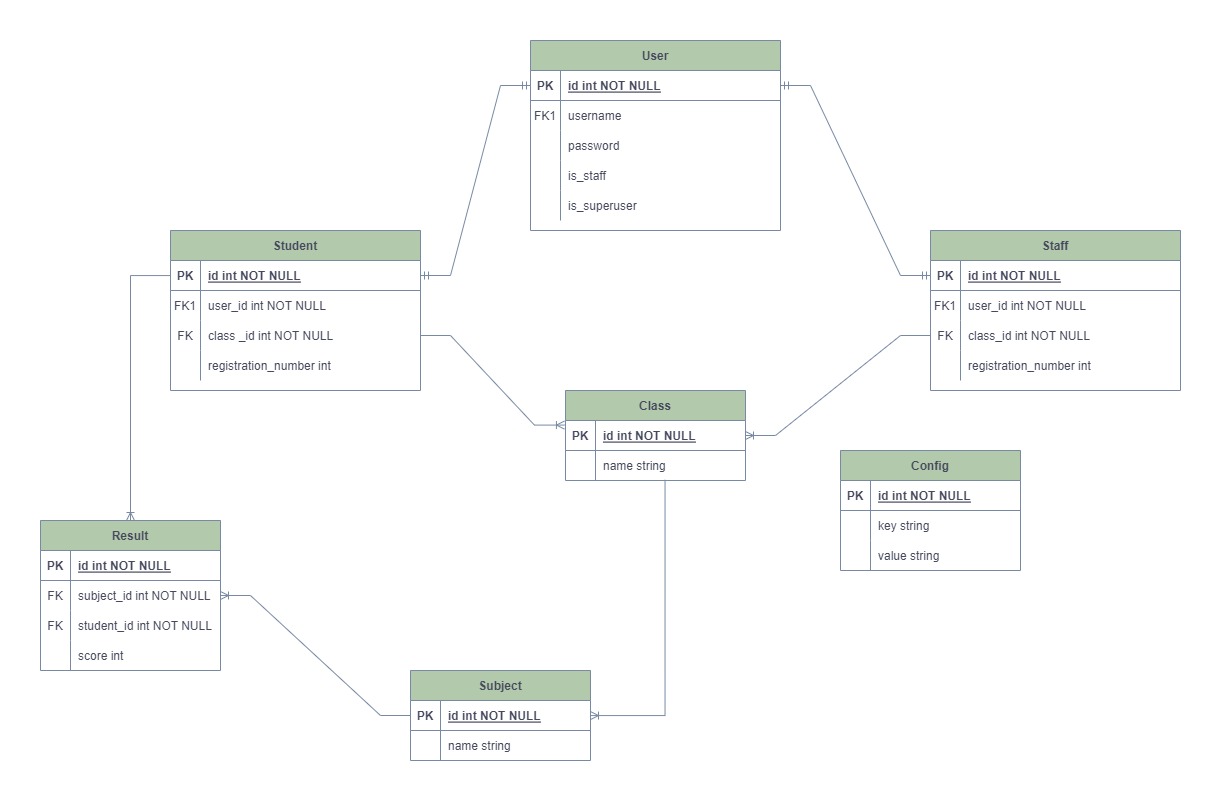 User
PK id int NOT NULL
FK1 username
password
is_staff
is_superuser
Student
PK id int NOT NULL
FK1 user_id int NOT NULL
FK class _id int NOT NULL
registration_number int
Staff
PK id int NOT NULL
FK1 user_id int NOT NULL
FK class_id int NOT NULL
registration_number int
Class
PK id int NOT NULL
name string
Config
PK id int NOT NULL
key string
value string
Result
PK id int NOT NULL
FK subject_id int NOT NULL
FK student_id int NOT NULL
score int
Subject
PK id int NOT NULL
name string